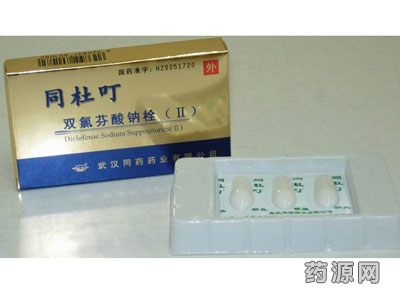 国药准字：H20051720
外
同杜叮
双氯芬酸钠栓（Ⅱ）
Diclofenac Sodium Suppositories(Ⅱ)
武汉同药药业有限公司
药源网